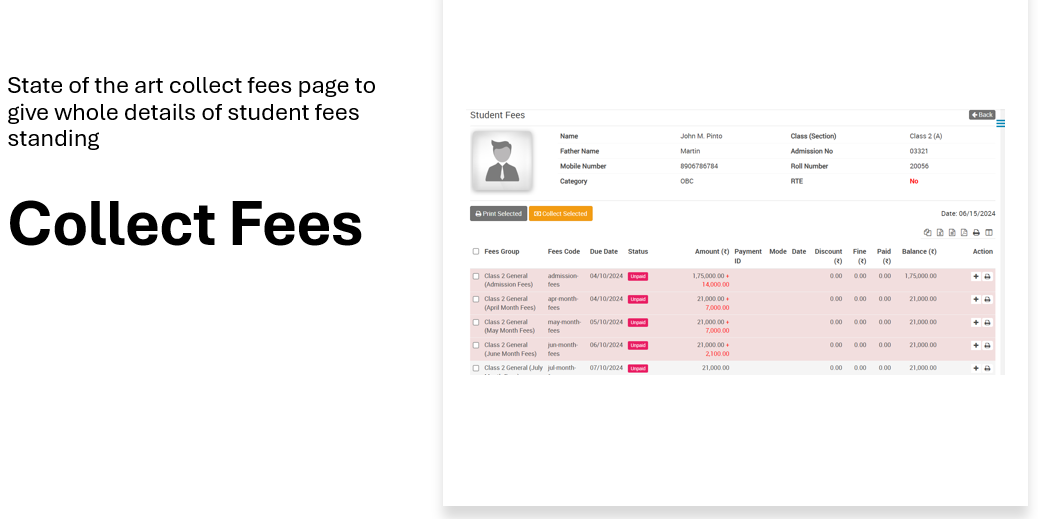 State of the art collect fees page to
give whole details of student fees
standing
Collect Fees
Student Fees
Back
Name John M. Pinto Class (Section) Class 2 (A)
Father Name Martin Admission No 03321
Mobile Number 8906786784 Roll Number 20056
Category OBC RTE No
Print Selected Collect Selected Date: 06/15/2024
Fees Group Fees Code Due Date Status Amount (₹) Payment Mode Date Discount Fine Paid Balance (₹) Action
ID (₹) (₹) (₹)
Class 2 General admission- 04/10/2024 Unpaid 1,75,000.00 + 0.00 0.00 0.00 1,75,000.00
(Admission Fees) fees 14,000.00
Class 2 General apr-month- 04/10/2024 Unpaid 21,000.00 + 0.00 0.00 0.00 21,000.00
(April Month Fees) fees 7,000.00
Class 2 General may-month- 05/10/2024 Unpaid 21,000.00 + 0.00 0.00 0.00 21,000.00
(May Month Fees) fees 7,000.00
Class 2 General jun-month- 06/10/2024 Unpaid 21,000.00 + 0.00 0.00 0.00 21,000.00
(June Month Fees) fees 2,100.00
Class 2 General (July jul-month- 07/10/2024 Unpaid 21,000.00 0.00 0.00 0.00 21,000.00